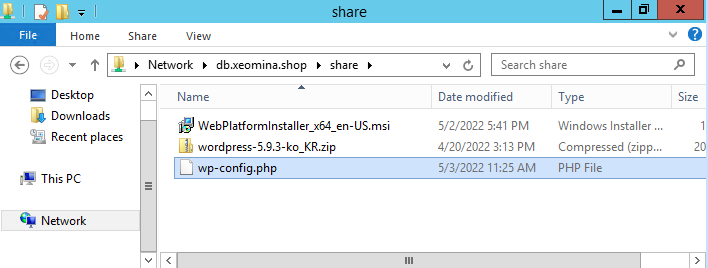 share
File Home Share View
Network db.xeomina.shop share Search share
Desktop
Downloads
Recent places
This PC
Network
Name Date modified Type Size
WebPlatformInstaller_x64_en-US.msi 5/2/2022 5:41 PM Windows Installer ... 1
wordpress-5.9.3-ko_KR.zip 4/20/2022 3:13 PM Compressed (zipp... 20
wp-config.php 5/3/2022 11:25 AM PHP File